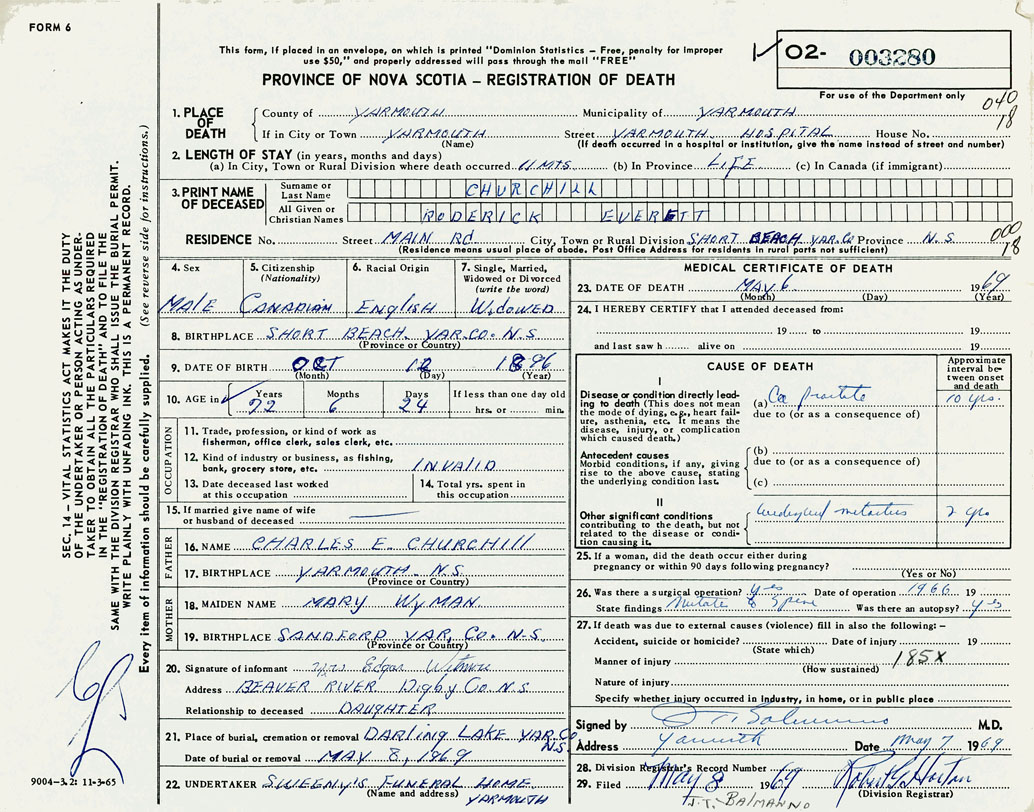 FORM 6
This form, if placed in an envelope, on which is printed "Dominion Statistics – Free, penalty for improper
use $50," and properly addressed will pass through the mail "FREE"
PROVINCE OF NOVA SCOTIA – REGISTRATION OF DEATH
02- 003280
For use of the Department only
040
18
1. PLACE OF DEATH
County of YARMOUTH Municipality of YARMOUTH
If in City or Town YARMOUTH Street YARMOUTH HOSPITAL House No.
(Name) (If death occurred in a hospital or institution, give the name instead of street and number)
2. LENGTH OF STAY (in years, months and days)
(a) In City, Town or Rural Division where death occurred 11 MTS. (b) In Province LIFE (c) In Canada (if immigrant)
3. PRINT NAME OF DECEASED
Surname or Last Name CHURCHILL
All Given or Christian Names RODERICK EVERETT
RESIDENCE No. Street MAIN Rd City, Town or Rural Division SHORT BEACH YAR.Co Province N.S.
(Residence means usual place of abode. Post Office Address for residents in rural parts not sufficient)
000
18
4. Sex
MALE
5. Citizenship
(Nationality)
CANADIAN
6. Racial Origin
ENGLISH
7. Single, Married,
Widowed or Divorced
(write the word)
WIDOWED
8. BIRTHPLACE SHORT BEACH YAR.CO. N.S
(Province or Country)
9. DATE OF BIRTH OCT 12 1896
(Month) (Day) (Year)
10. AGE in Years Months Days If less than one day old
72 6 24 hrs. or min.
OCCUPATION
11. Trade, profession, or kind of work as
fisherman, office clerk, sales clerk, etc.
12. Kind of industry or business, as fishing,
bank, grocery store, etc. INVALID
13. Date deceased last worked
at this occupation
14. Total yrs. spent in
this occupation
15. If married give name of wife
or husband of deceased
FATHER
16. NAME CHARLES E. CHURCHILL
17. BIRTHPLACE YARMOUTH N.S.
(Province or Country)
MOTHER
18. MAIDEN NAME MARY WYMAN
19. BIRTHPLACE SANDFORD YAR. Co. N.S
(Province or Country)
20. Signature of informant Mrs Edgar
Address BEAVER RIVER Digby Co N.S.
Relationship to deceased DAUGHTER
21. Place of burial, cremation or removal DARLING LAKE YAR.Co
N.S.
Date of burial or removal MAY 8, 1969
22. UNDERTAKER SWEENY'S FUNERAL HOME
(Name and address) YARMOUTH
MEDICAL CERTIFICATE OF DEATH
23. DATE OF DEATH MAY 6 1969
(Month) (Day) (Year)
24. I HEREBY CERTIFY that I attended deceased from:
19 to 19
and last saw h alive on 19
CAUSE OF DEATH
Approximate
interval be-
tween onset
and death
I
Disease or condition directly lead-
ing to death (This does not mean
the mode of dying, e.g., heart fail-
ure, asthenia, etc. It means the
disease, injury, or complication
which caused death.)
(a) Ca prostate 10 yrs.
due to (or as a consequence of)
Antecedent causes
Morbid conditions, if any, giving
rise to the above cause, stating
the underlying condition last.
(b)
due to (or as a consequence of)
(c)
II
Other significant conditions
contributing to the death, but not
related to the disease or condi-
tion causing it.
2 yrs
25. If a woman, did the death occur either during
pregnancy or within 90 days following pregnancy?
(Yes or No)
26. Was there a surgical operation? yes Date of operation 1966 19
State findings to Spine Was there an autopsy? yes
27. If death was due to external causes (violence) fill in also the following: –
Accident, suicide or homicide? Date of injury 19
(State which)
Manner of injury 185X
(How sustained)
Nature of injury
Specify whether injury occurred in industry, in home, or in public place
Signed by M.D.
Address Yarmouth Date May 7 1969
28. Division Registrar's Record Number
29. Filed May 8 1969 Robert G. Horton
(Division Registrar)
T.T. BALMANNO
SEC. 14 – VITAL STATISTICS ACT MAKES IT THE DUTY
OF THE UNDERTAKER OR PERSON ACTING AS UNDER-
TAKER TO OBTAIN ALL THE PARTICULARS REQUIRED
IN THE "REGISTRATION OF DEATH" AND TO FILE THE
SAME WITH THE DIVISION REGISTRAR WHO SHALL ISSUE THE BURIAL PERMIT.
WRITE PLAINLY WITH UNFADING INK. THIS IS A PERMANENT RECORD.
Every item of information should be carefully supplied. (See reverse side for instructions.)
9004–3.2: 11-3-65